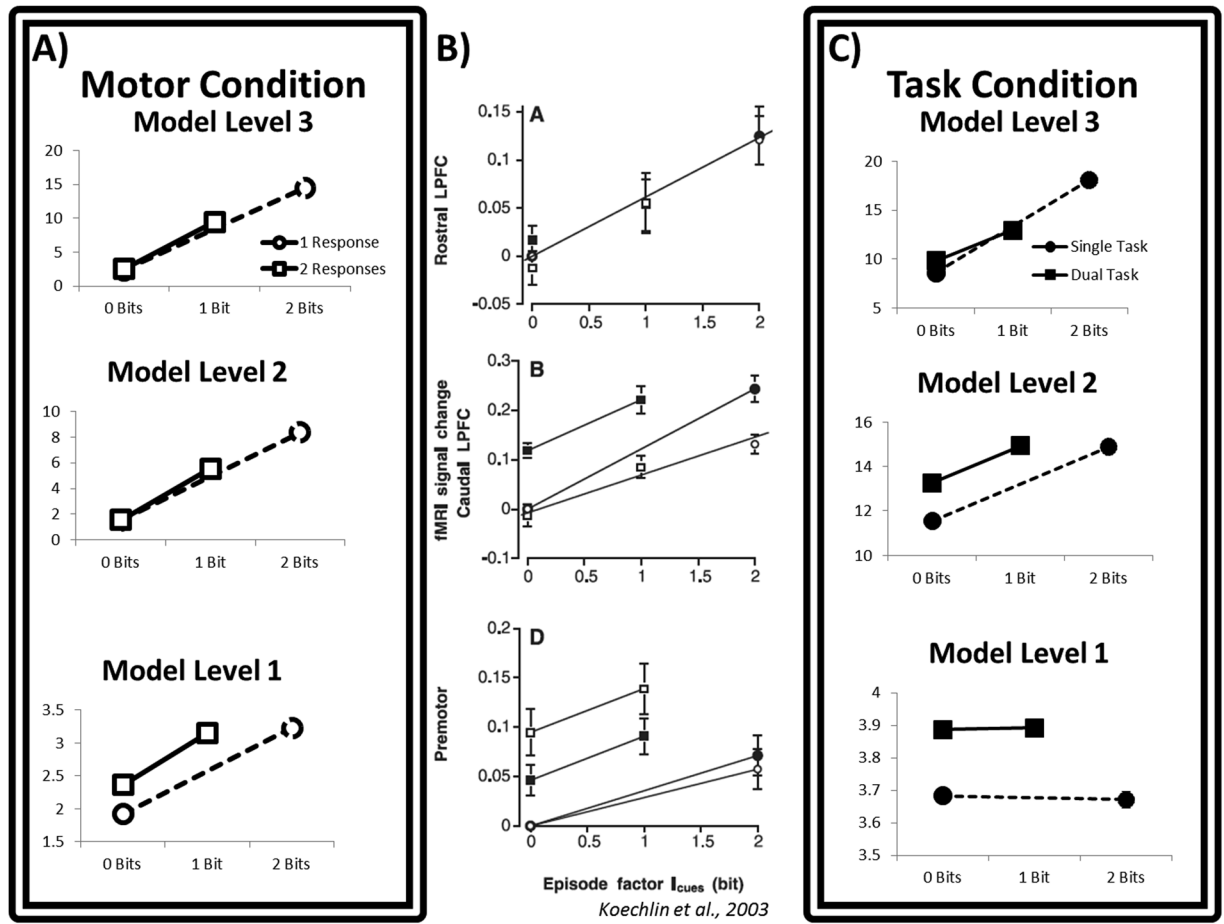 A)
Motor Condition
Model Level 3
20
15
10
5
0
0 Bits 1 Bit 2 Bits
1 Response
2 Responses
Model Level 2
10
8
6
4
2
0
0 Bits 1 Bit 2 Bits
Model Level 1
3.5
3
2.5
2
1.5
0 Bits 1 Bit 2 Bits
B)
A
Rostral LPFC
0.15
0.1
0.05
0
-0.05
0 0.5 1 1.5 2
B
fMRI signal change
Caudal LPFC
0.3
0.2
0.1
0
-0.1
0 0.5 1 1.5 2
D
Premotor
0.2
0.15
0.1
0.05
0
0 0.5 1 1.5 2
Episode factor Icues (bit)
Koechlin et al., 2003
C)
Task Condition
Model Level 3
20
15
10
5
0 Bits 1 Bit 2 Bits
Single Task
Dual Task
Model Level 2
16
14
12
10
0 Bits 1 Bit 2 Bits
Model Level 1
4
3.9
3.8
3.7
3.6
3.5
0 Bits 1 Bit 2 Bits